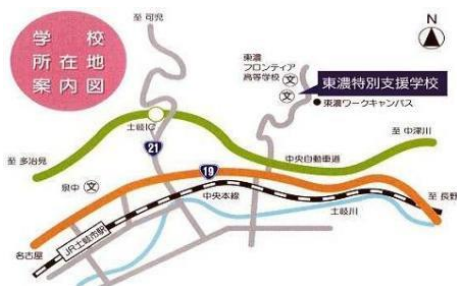 学校
所在地
案内図
至 可児
N
東濃
フロンティア
高等学校
文
文
東濃特別支援学校
●東濃ワークキャンパス
土岐IC
至 中津川
21
中央自動車道
至 多治見
19
泉中
文
中央本線
土岐川
至 長野
JR土岐市駅
名古屋